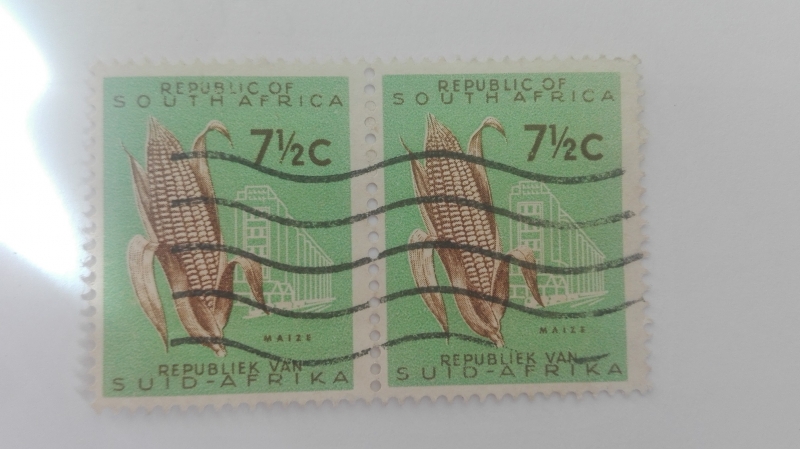 REPUBLIC OF
SOUTH AFRICA
7½C
MAIZE
REPUBLIEK VAN
SUID-AFRIKA
REPUBLIC OF
SOUTH AFRICA
7½C
MAIZE
REPUBLIEK VAN
SUID-AFRIKA